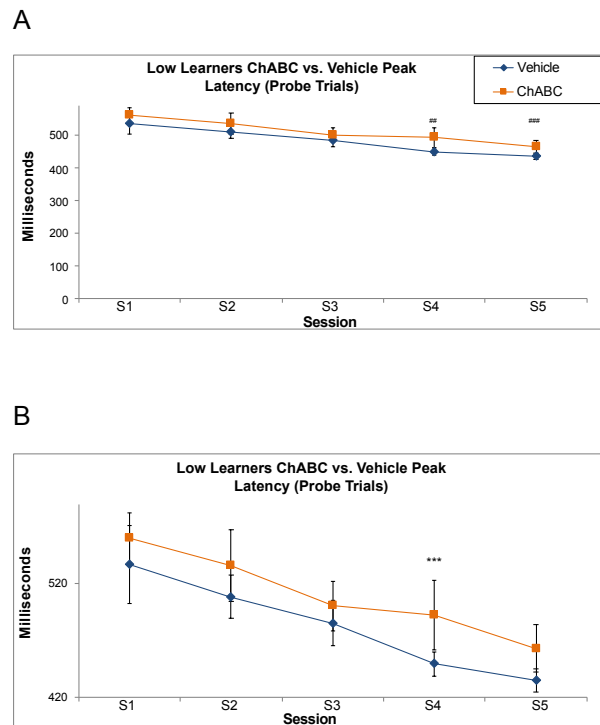 A
Low Learners ChABC vs. Vehicle Peak
Latency (Probe Trials)
Vehicle
ChABC
Milliseconds
500
400
300
200
100
0
##
###
S1 S2 S3 S4 S5
Session
B
Low Learners ChABC vs. Vehicle Peak
Latency (Probe Trials)
Milliseconds
520
420
***
S1 S2 S3 S4 S5
Session